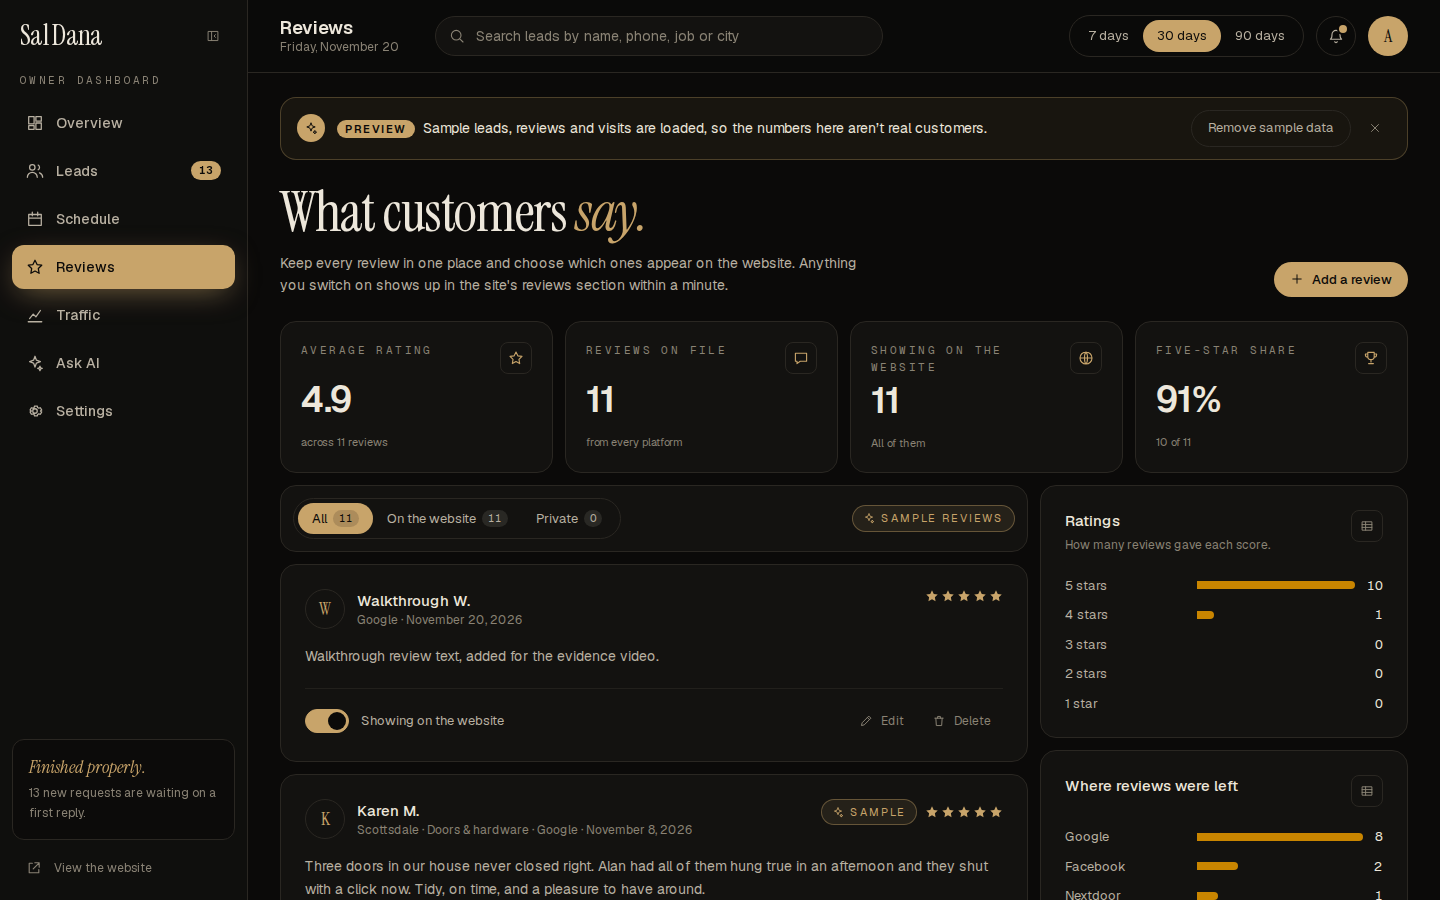 SalDana
OWNER DASHBOARD
Overview
Leads
13
Schedule
Reviews
Traffic
Ask AI
Settings
Finished properly.
13 new requests are waiting on a
first reply.
View the website
Reviews
Friday, November 20
Search leads by name, phone, job or city
7 days
30 days
90 days
A
PREVIEW
Sample leads, reviews and visits are loaded, so the numbers here aren't real customers.
Remove sample data
What customers say.
Keep every review in one place and choose which ones appear on the website. Anything
you switch on shows up in the site's reviews section within a minute.
Add a review
AVERAGE RATING
4.9
across 11 reviews
REVIEWS ON FILE
11
from every platform
SHOWING ON THE
WEBSITE
11
All of them
FIVE-STAR SHARE
91%
10 of 11
All 11
On the website 11
Private 0
SAMPLE REVIEWS
W
Walkthrough W.
Google · November 20, 2026
Walkthrough review text, added for the evidence video.
Showing on the website
Edit
Delete
K
Karen M.
Scottsdale · Doors & hardware · Google · November 8, 2026
SAMPLE
Three doors in our house never closed right. Alan had all of them hung true in an afternoon and they shut
with a click now. Tidy, on time, and a pleasure to have around.
Ratings
How many reviews gave each score.
5 stars 10
4 stars 1
3 stars 0
2 stars 0
1 star 0
Where reviews were left
Google 8
Facebook 2
Nextdoor 1